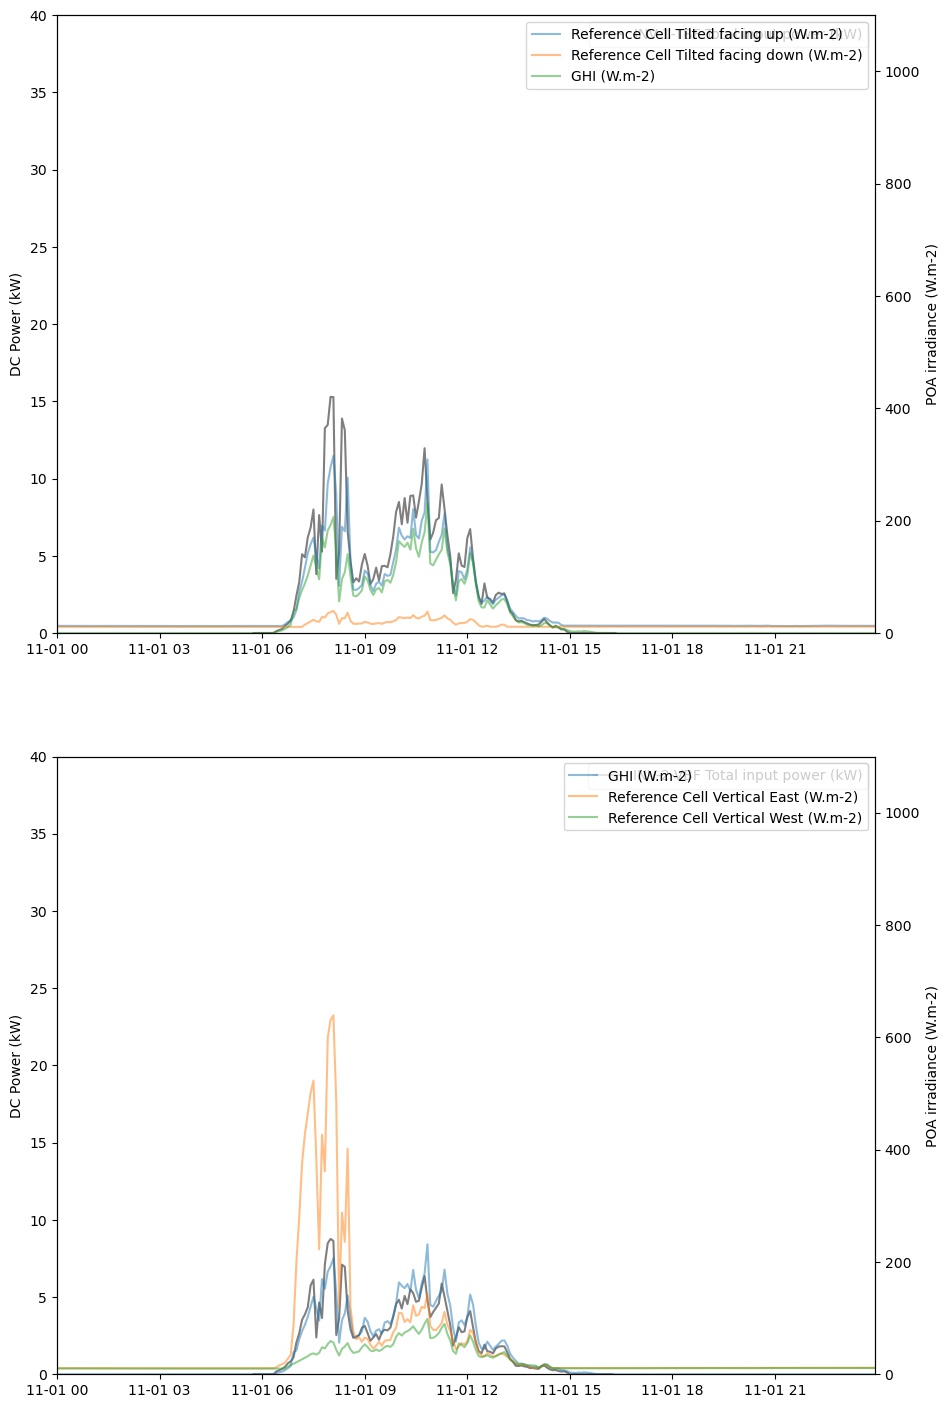 40
35
30
25
20
15
10
5
0
DC Power (kW)
Reference Cell Tilted facing up (W.m-2)
Reference Cell Tilted facing down (W.m-2)
GHI (W.m-2)
1000
800
600
400
200
0
POA irradiance (W.m-2)
11-01 00 11-01 03 11-01 06 11-01 09 11-01 12 11-01 15 11-01 18 11-01 21
40
35
30
25
20
15
10
5
0
DC Power (kW)
GHI (W.m-2)
Total input power (kW)
Reference Cell Vertical East (W.m-2)
Reference Cell Vertical West (W.m-2)
1000
800
600
400
200
0
POA irradiance (W.m-2)
11-01 00 11-01 03 11-01 06 11-01 09 11-01 12 11-01 15 11-01 18 11-01 21